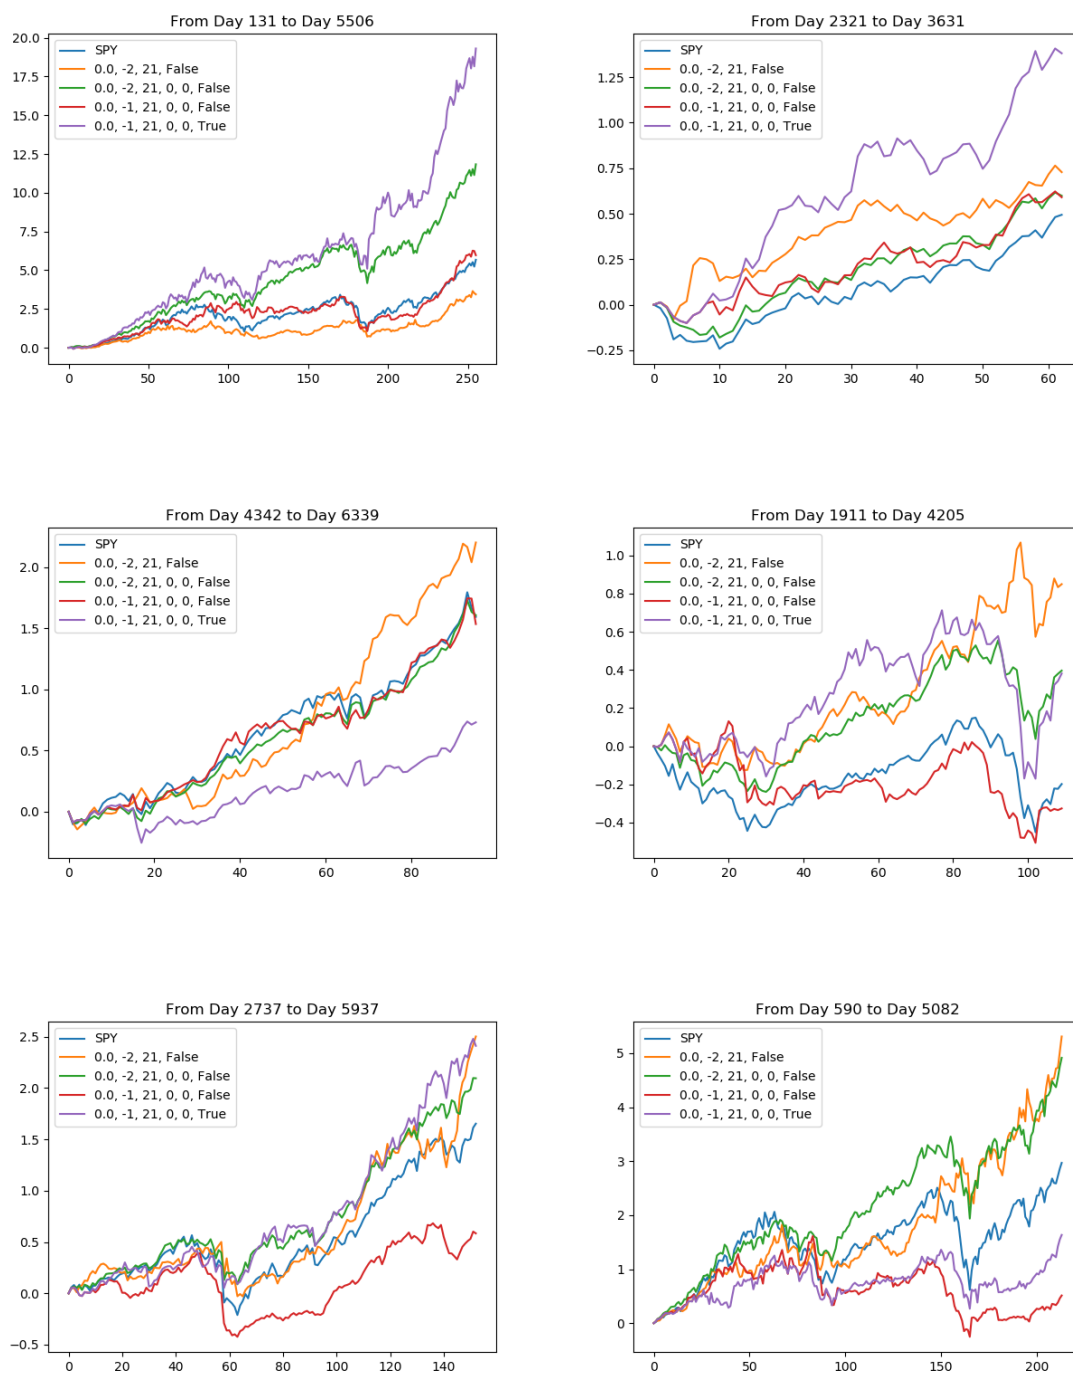 From Day 131 to Day 5506
20.0
17.5
15.0
12.5
10.0
7.5
5.0
2.5
0.0
SPY
0.0, -2, 21, False
0.0, -2, 21, 0, 0, False
0.0, -1, 21, 0, 0, False
0.0, -1, 21, 0, 0, True
0 50 100 150 200 250
From Day 2321 to Day 3631
1.25
1.00
0.75
0.50
0.25
0.00
−0.25
SPY
0.0, -2, 21, False
0.0, -2, 21, 0, 0, False
0.0, -1, 21, 0, 0, False
0.0, -1, 21, 0, 0, True
0 10 20 30 40 50 60
From Day 4342 to Day 6339
2.0
1.5
1.0
0.5
0.0
SPY
0.0, -2, 21, False
0.0, -2, 21, 0, 0, False
0.0, -1, 21, 0, 0, False
0.0, -1, 21, 0, 0, True
0 20 40 60 80
From Day 1911 to Day 4205
1.0
0.8
0.6
0.4
0.2
0.0
−0.2
−0.4
SPY
0.0, -2, 21, False
0.0, -2, 21, 0, 0, False
0.0, -1, 21, 0, 0, False
0.0, -1, 21, 0, 0, True
0 20 40 60 80 100
From Day 2737 to Day 5937
2.5
2.0
1.5
1.0
0.5
0.0
−0.5
SPY
0.0, -2, 21, False
0.0, -2, 21, 0, 0, False
0.0, -1, 21, 0, 0, False
0.0, -1, 21, 0, 0, True
0 20 40 60 80 100 120 140
From Day 590 to Day 5082
5
4
3
2
1
0
SPY
0.0, -2, 21, False
0.0, -2, 21, 0, 0, False
0.0, -1, 21, 0, 0, False
0.0, -1, 21, 0, 0, True
0 50 100 150 200